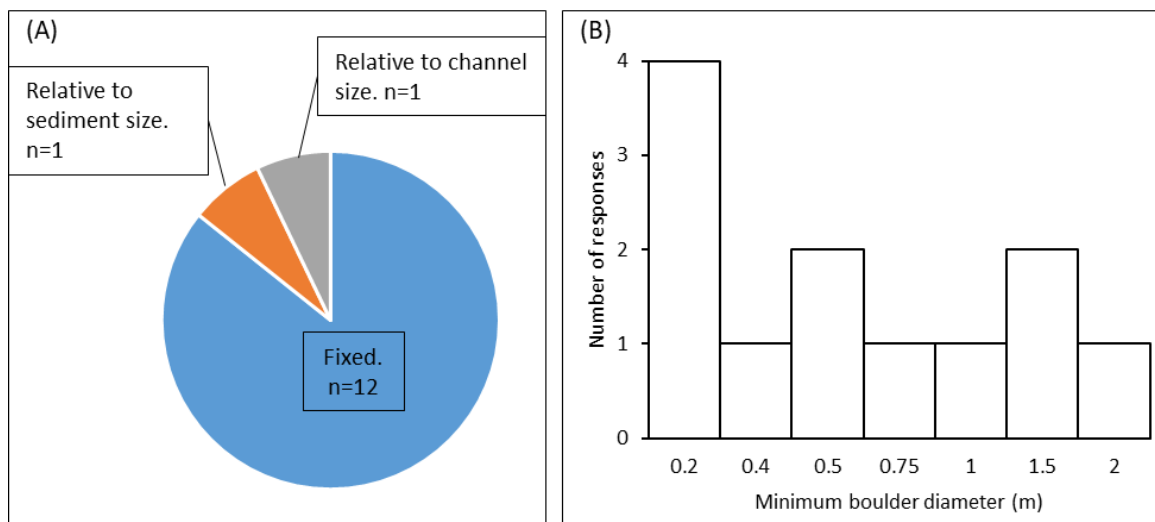 (A)
Relative to channel
size. n=1
Relative to
sediment size.
n=1
Fixed.
n=12
(B)
Number of responses
4
3
2
1
0
0.2 0.4 0.5 0.75 1 1.5 2
Minimum boulder diameter (m)